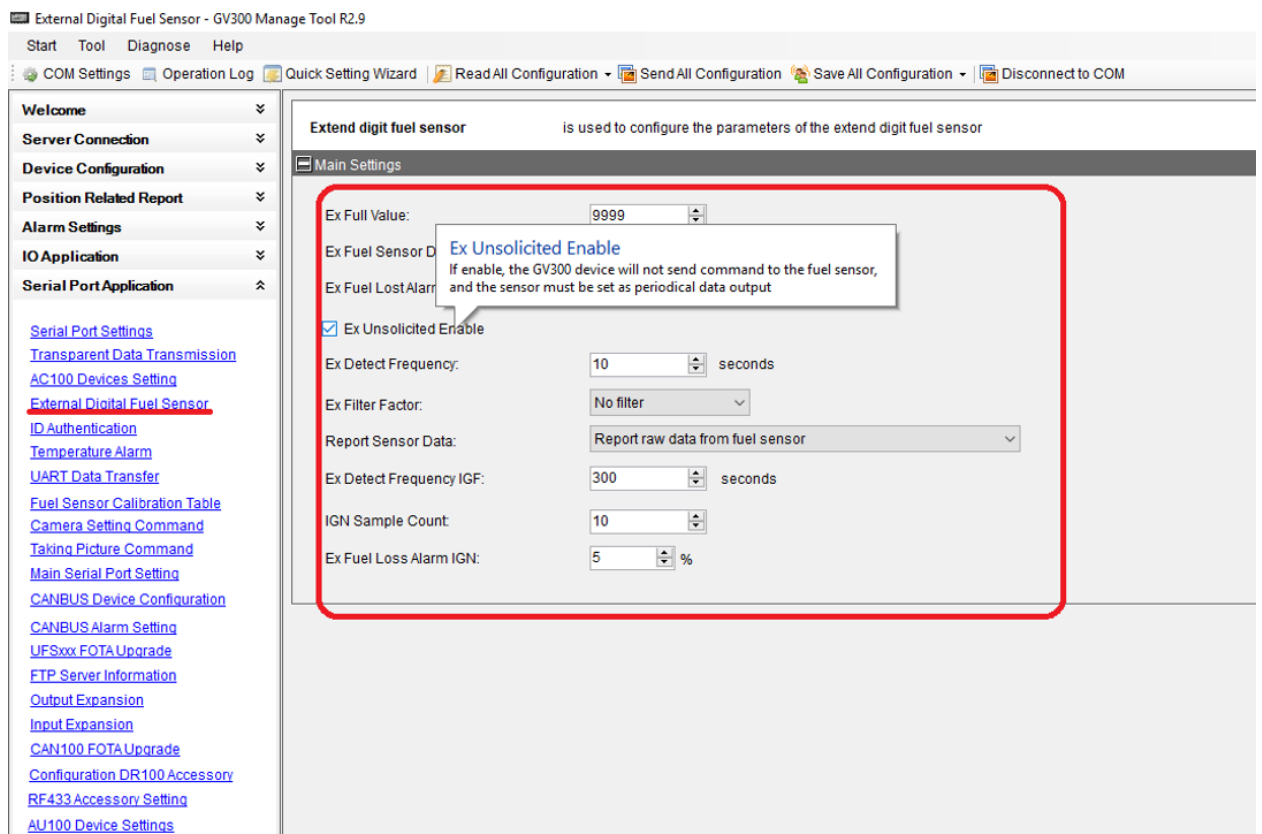 External Digital Fuel Sensor - GV300 Manage Tool R2.9
Start Tool Diagnose Help
COM Settings Operation Log Quick Setting Wizard Read All Configuration Send All Configuration Save All Configuration Disconnect to COM
Welcome
Server Connection
Device Configuration
Position Related Report
Alarm Settings
IO Application
Serial Port Application
Serial Port Settings
Transparent Data Transmission
AC100 Devices Setting
External Digital Fuel Sensor
ID Authentication
Temperature Alarm
UART Data Transfer
Fuel Sensor Calibration Table
Camera Setting Command
Taking Picture Command
Main Serial Port Setting
CANBUS Device Configuration
CANBUS Alarm Setting
UFSxxx FOTA Upgrade
FTP Server Information
Output Expansion
Input Expansion
CAN100 FOTA Upgrade
Configuration DR100 Accessory
RF433 Accessory Setting
AU100 Device Settings
Extend digit fuel sensor is used to configure the parameters of the extend digit fuel sensor
Main Settings
Ex Full Value: 9999
Ex Fuel Sensor D
Ex Fuel Lost Alarr
Ex Unsolicited Enable
If enable, the GV300 device will not send command to the fuel sensor,
and the sensor must be set as periodical data output
Ex Unsolicited Enable
Ex Detect Frequency: 10 seconds
Ex Filter Factor: No filter
Report Sensor Data: Report raw data from fuel sensor
Ex Detect Frequency IGF: 300 seconds
IGN Sample Count: 10
Ex Fuel Loss Alarm IGN: 5 %